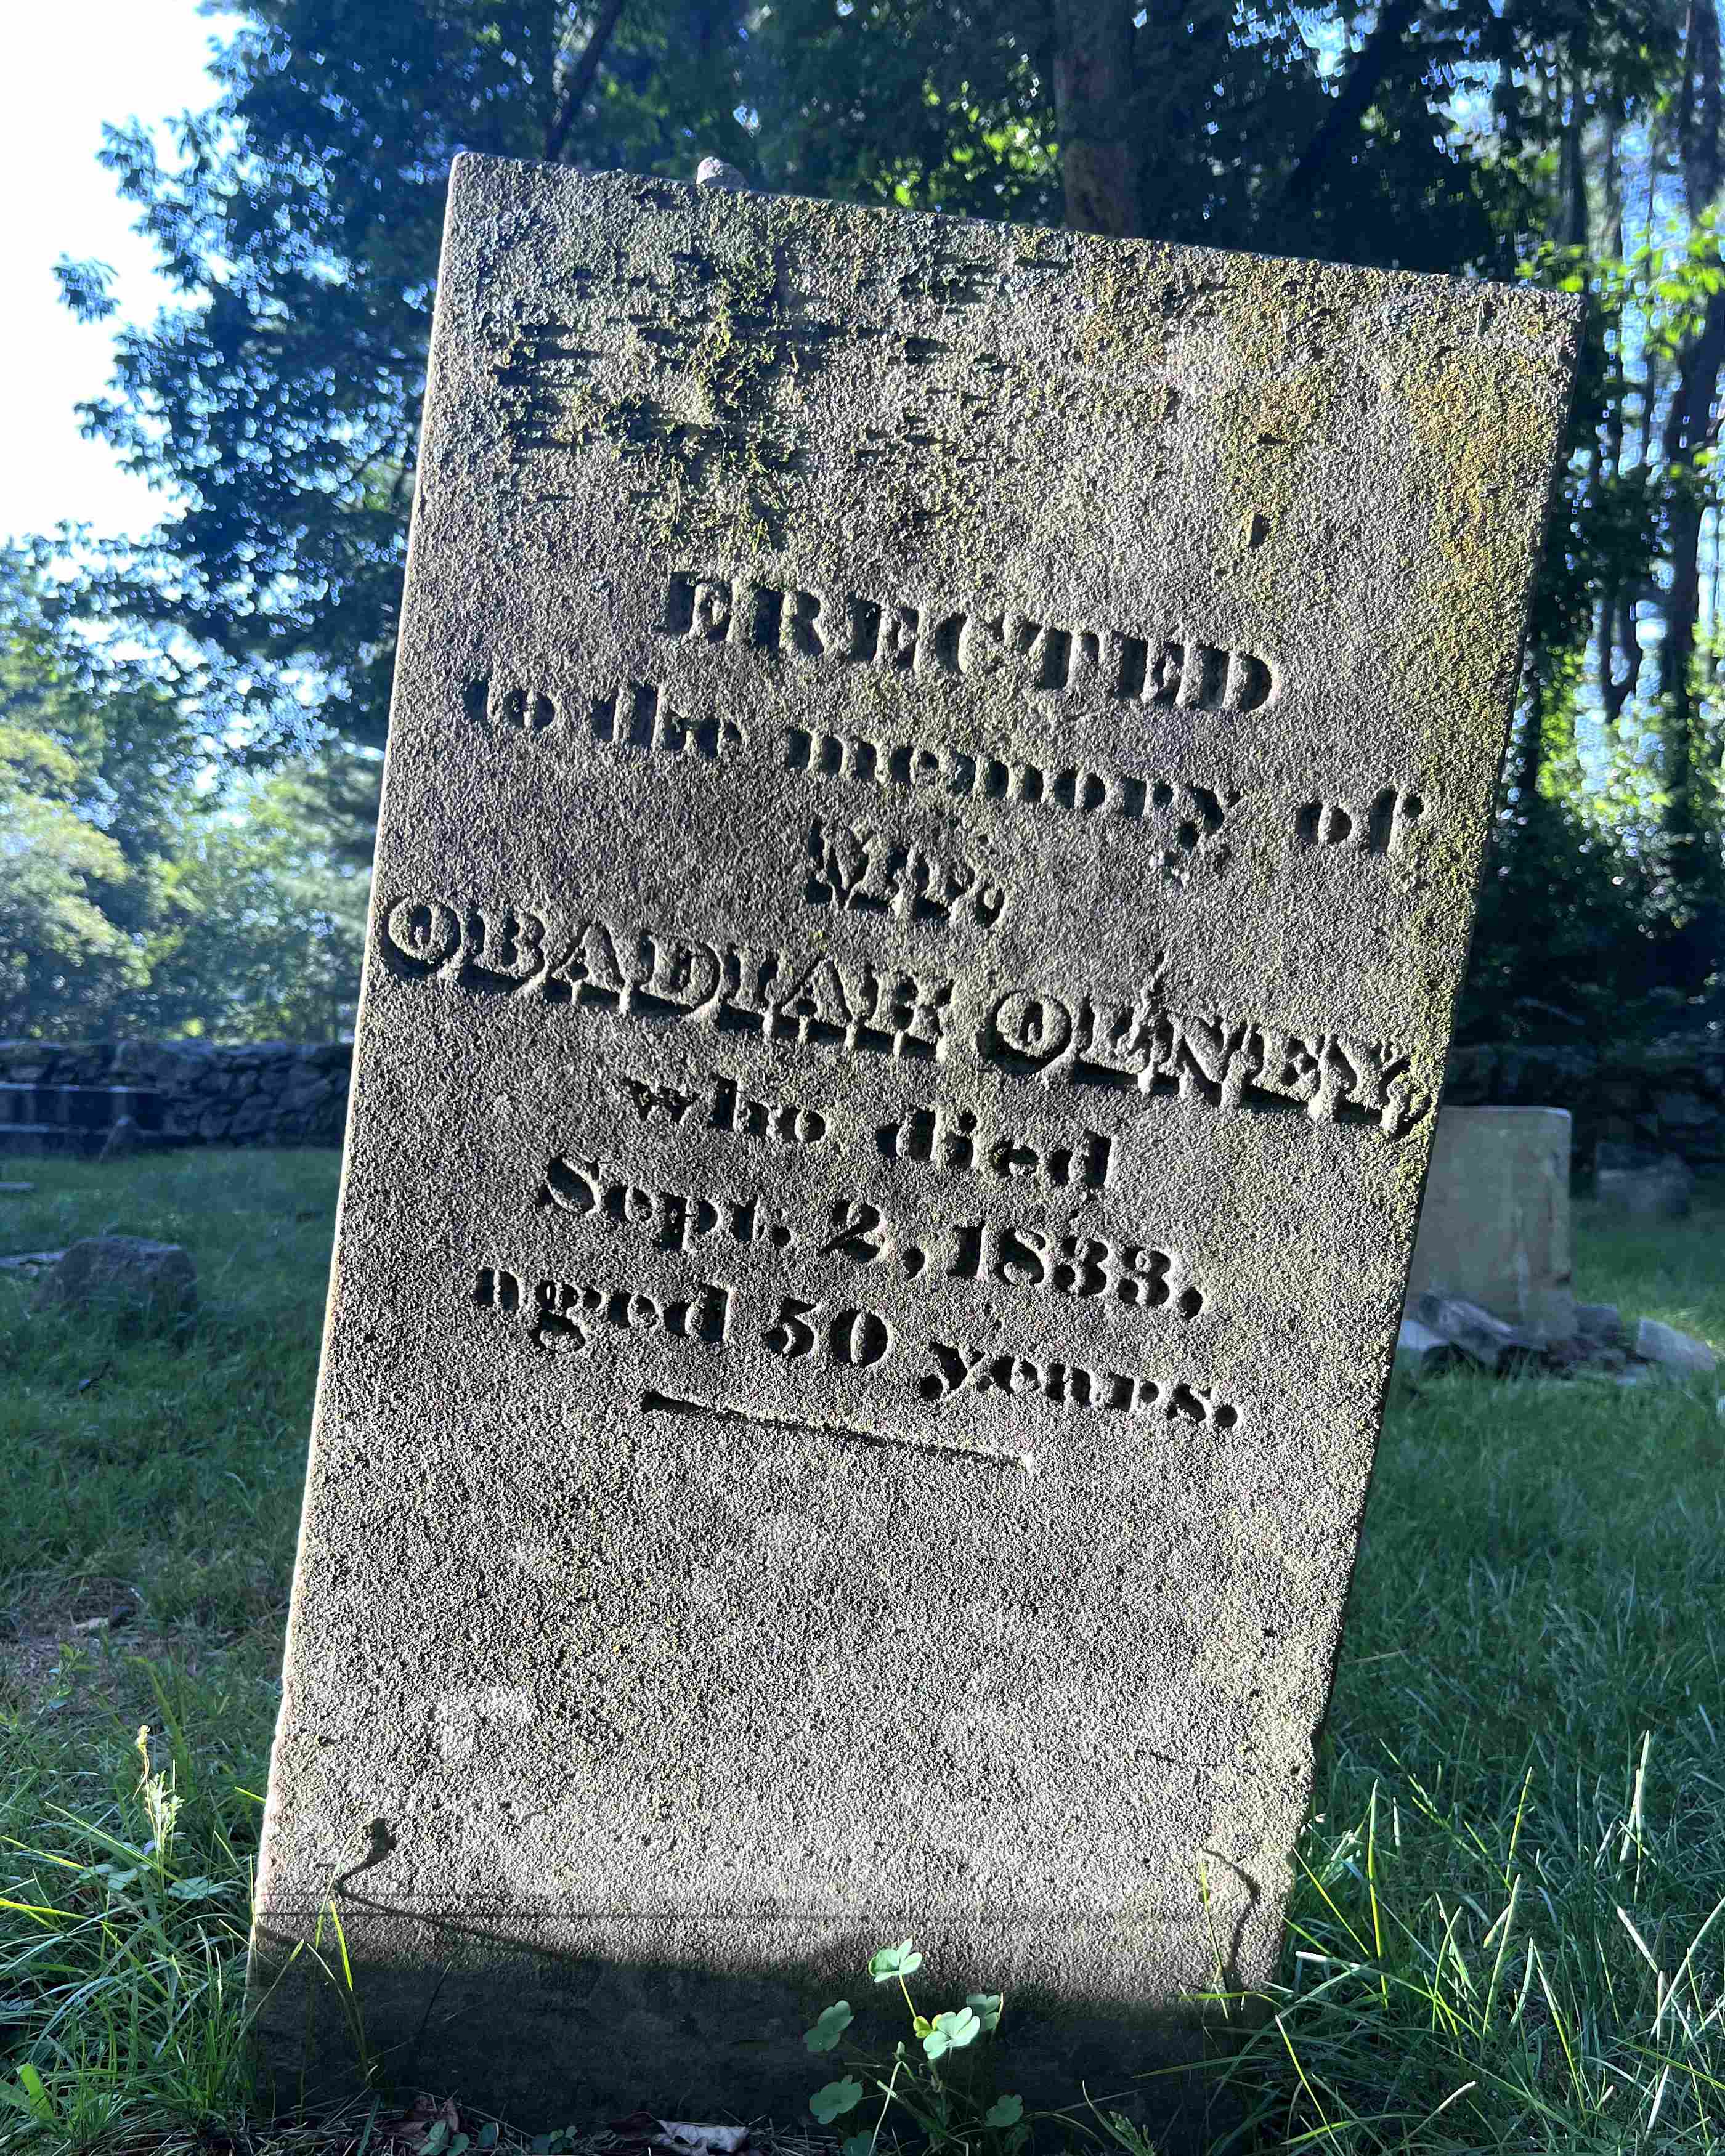 ERECTED
to the memory of
Mr.
OBADIAH OLNEY,
who died
Sept. 2, 1833,
aged 50 years.